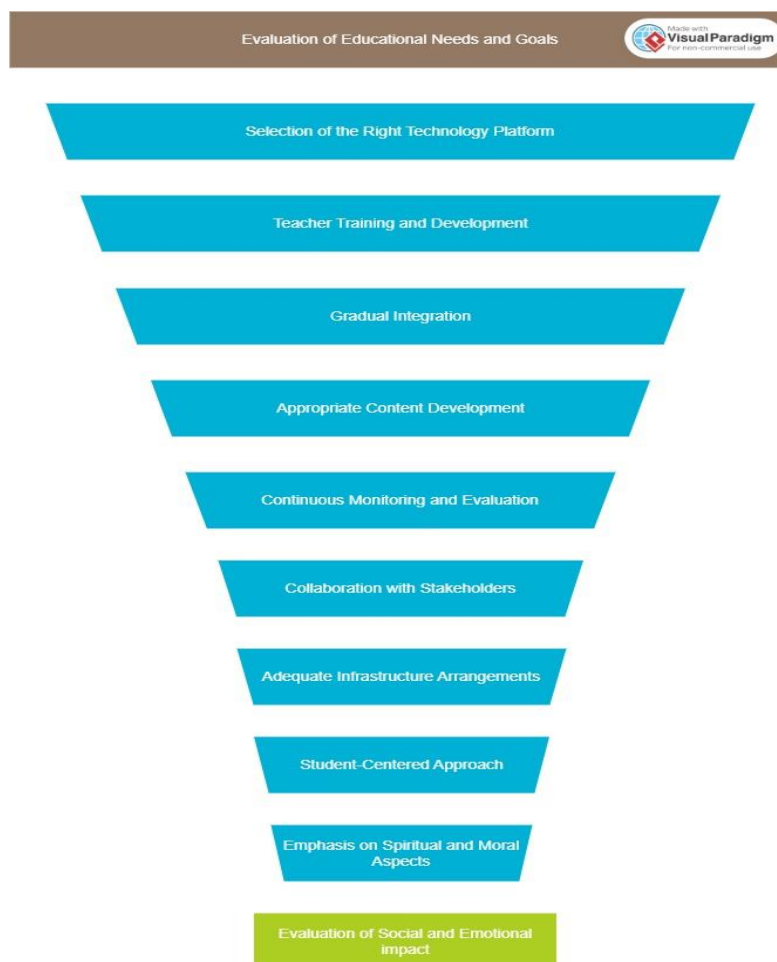 Evaluation of Educational Needs and Goals
Made with
Visual Paradigm
For non-commercial use
Selection of the Right Technology Platform
Teacher Training and Development
Gradual Integration
Appropriate Content Development
Continuous Monitoring and Evaluation
Collaboration with Stakeholders
Adequate Infrastructure Arrangements
Student-Centered Approach
Emphasis on Spiritual and Moral
Aspects
Evaluation of Social and Emotional
impact